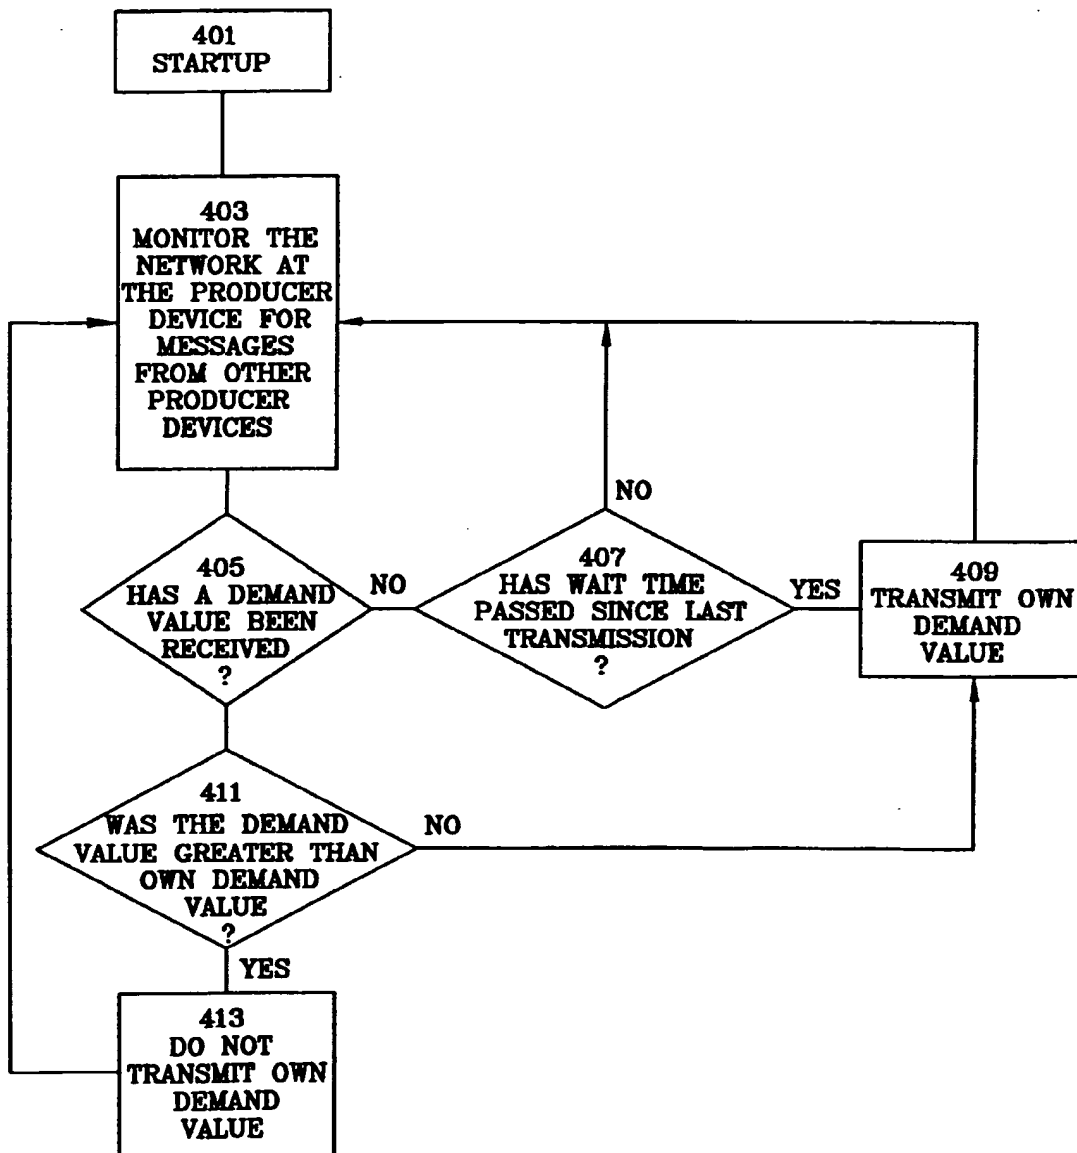 401
STARTUP
403
MONITOR THE
NETWORK AT
THE PRODUCER
DEVICE FOR
MESSAGES
FROM OTHER
PRODUCER
DEVICES
405
HAS A DEMAND
VALUE BEEN
RECEIVED
?
NO
407
HAS WAIT TIME
PASSED SINCE LAST
TRANSMISSION
?
NO
YES
409
TRANSMIT OWN
DEMAND
VALUE
411
WAS THE DEMAND
VALUE GREATER THAN
OWN DEMAND
VALUE
?
NO
YES
413
DO NOT
TRANSMIT OWN
DEMAND
VALUE